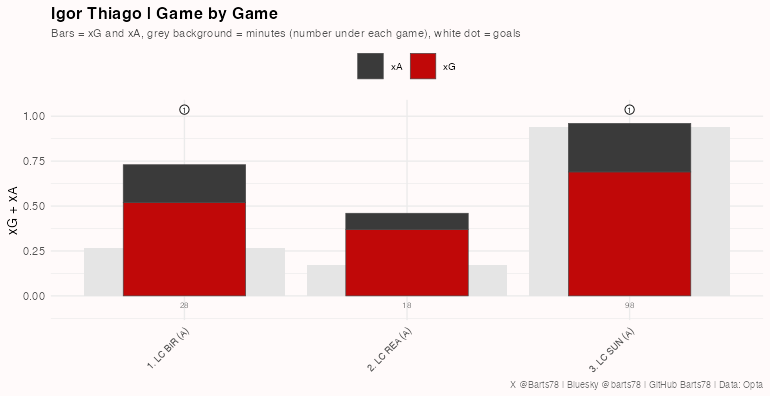 Igor Thiago | Game by Game
Bars = xG and xA, grey background = minutes (number under each game), white dot = goals
xA xG
1.00
0.75
0.50
0.25
0.00
xG + xA
1 1
28 18 98
1. LC BIR (A) 2. LC REA (A) 3. LC SUN (A)
X @Barts78 | Bluesky @barts78 | GitHub Barts78 | Data: Opta